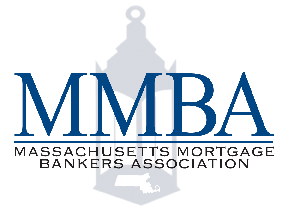 MMBA
MASSACHUSETTS MORTGAGE
BANKERS ASSOCIATION